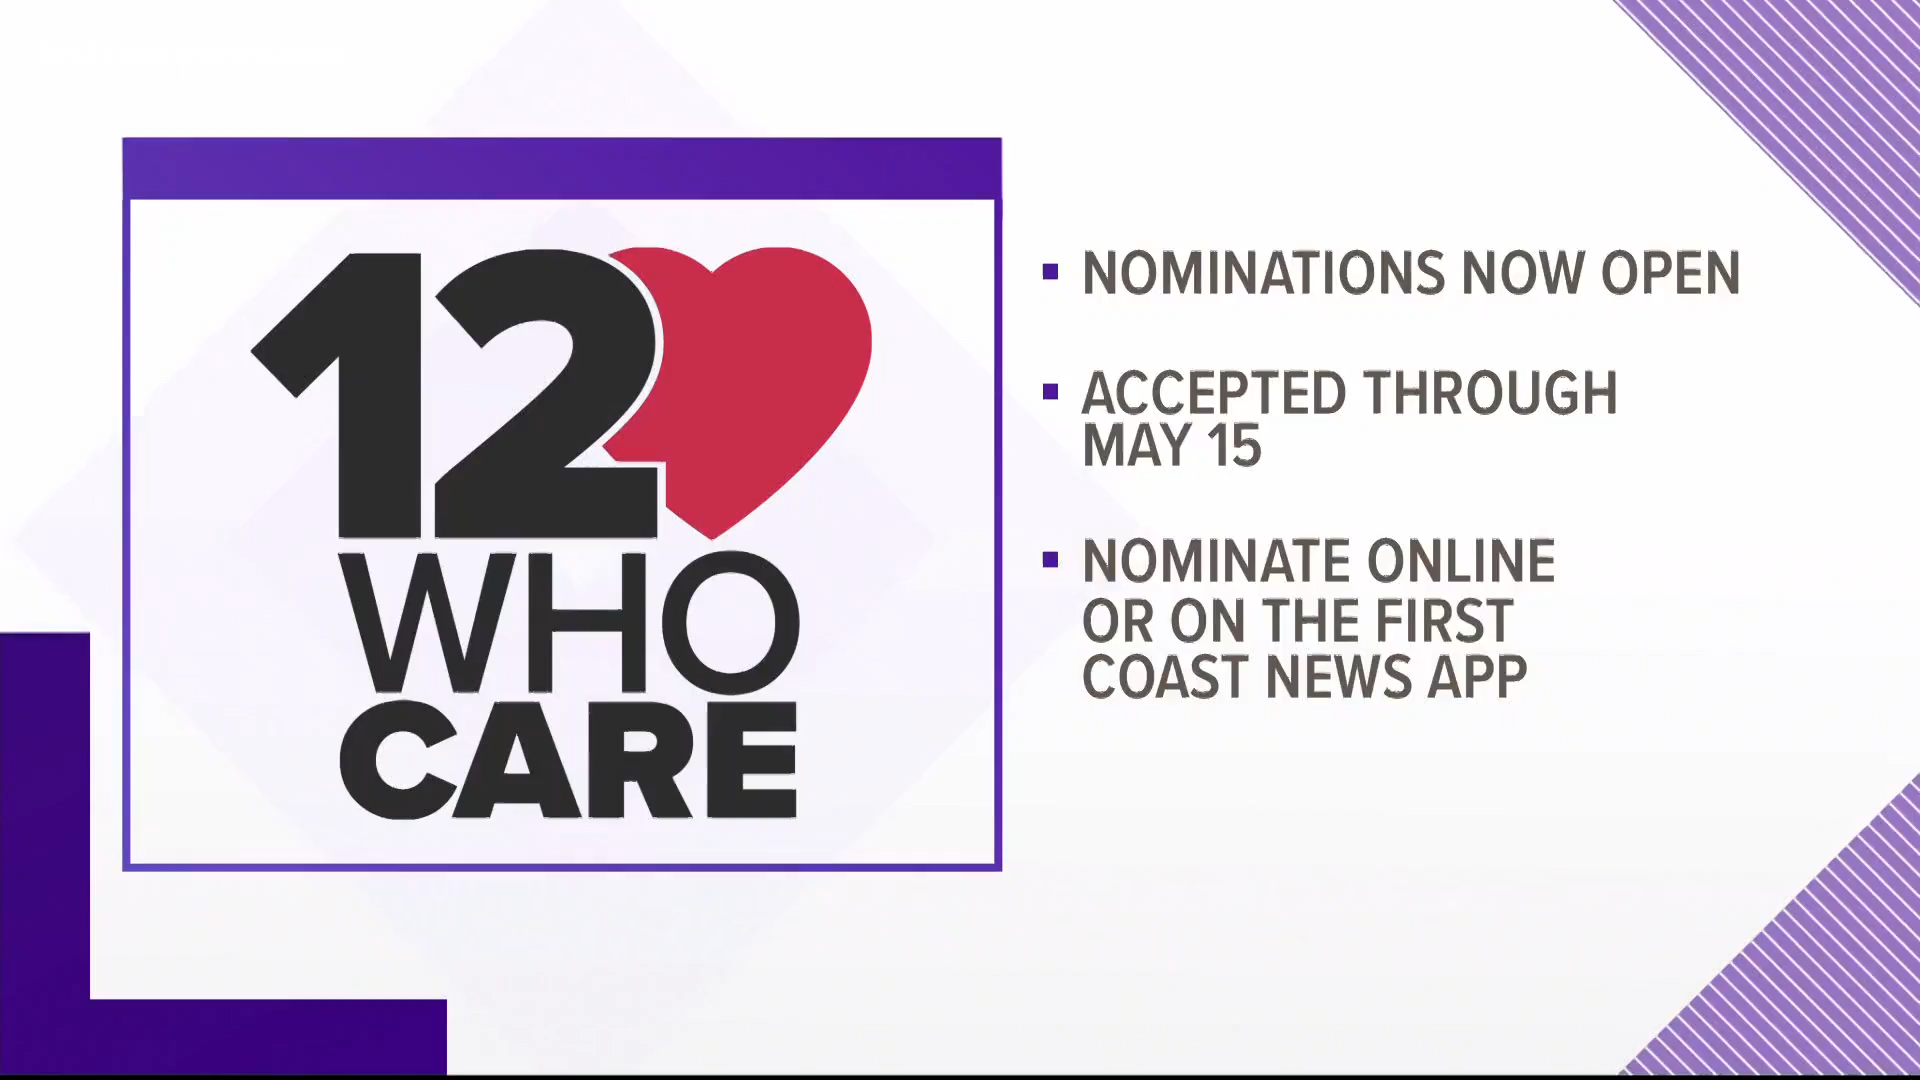 12
WHO
CARE
NOMINATIONS NOW OPEN
ACCEPTED THROUGH
MAY 15
NOMINATE ONLINE
OR ON THE FIRST
COAST NEWS APP